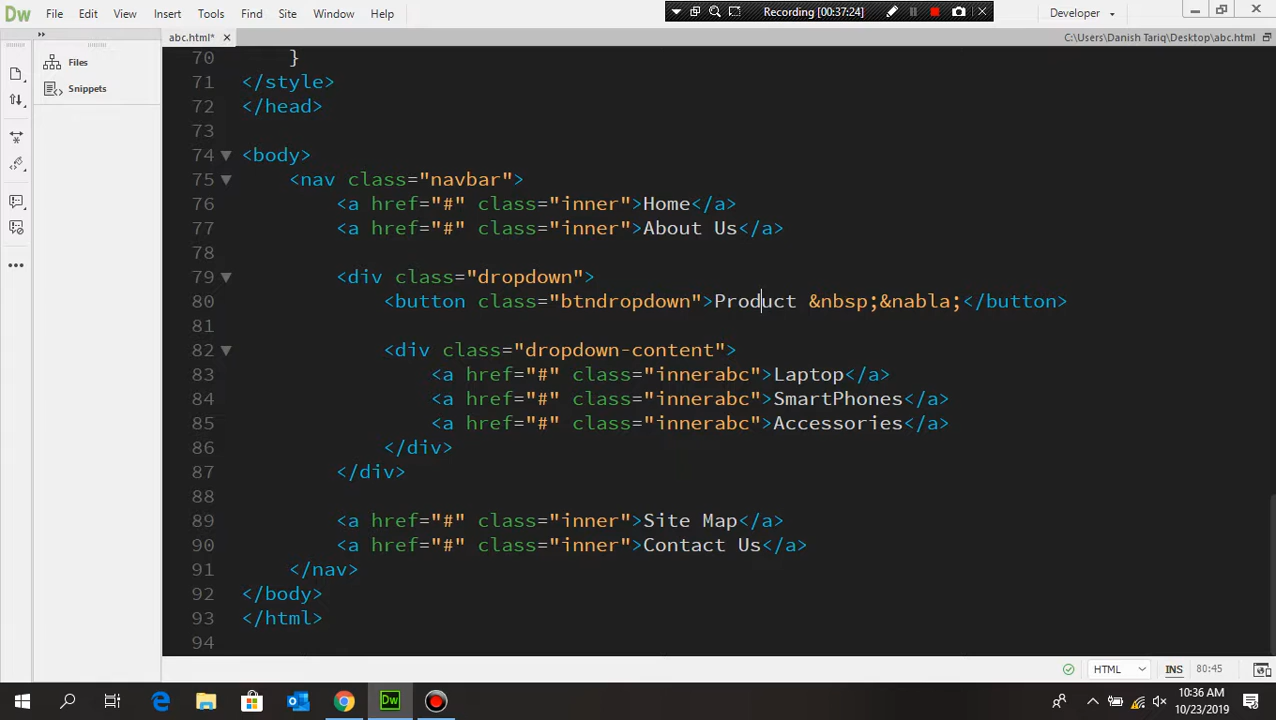 Dw File Edit View Insert Tools Find Site Window Help Recording [00:37:24] Developer
abc.html* C:\Users\Danish Tariq\Desktop\abc.html
Files
Snippets
70 }
71 </style>
72 </head>
73
74 <body>
75 <nav class="navbar">
76 <a href="#" class="inner">Home</a>
77 <a href="#" class="inner">About Us</a>
78
79 <div class="dropdown">
80 <button class="btndropdown">Product &nbsp;&nabla;</button>
81
82 <div class="dropdown-content">
83 <a href="#" class="innerabc">Laptop</a>
84 <a href="#" class="innerabc">SmartPhones</a>
85 <a href="#" class="innerabc">Accessories</a>
86 </div>
87 </div>
88
89 <a href="#" class="inner">Site Map</a>
90 <a href="#" class="inner">Contact Us</a>
91 </nav>
92 </body>
93 </html>
94
HTML INS 80:45
Dw 10:36 AM
10/23/2019